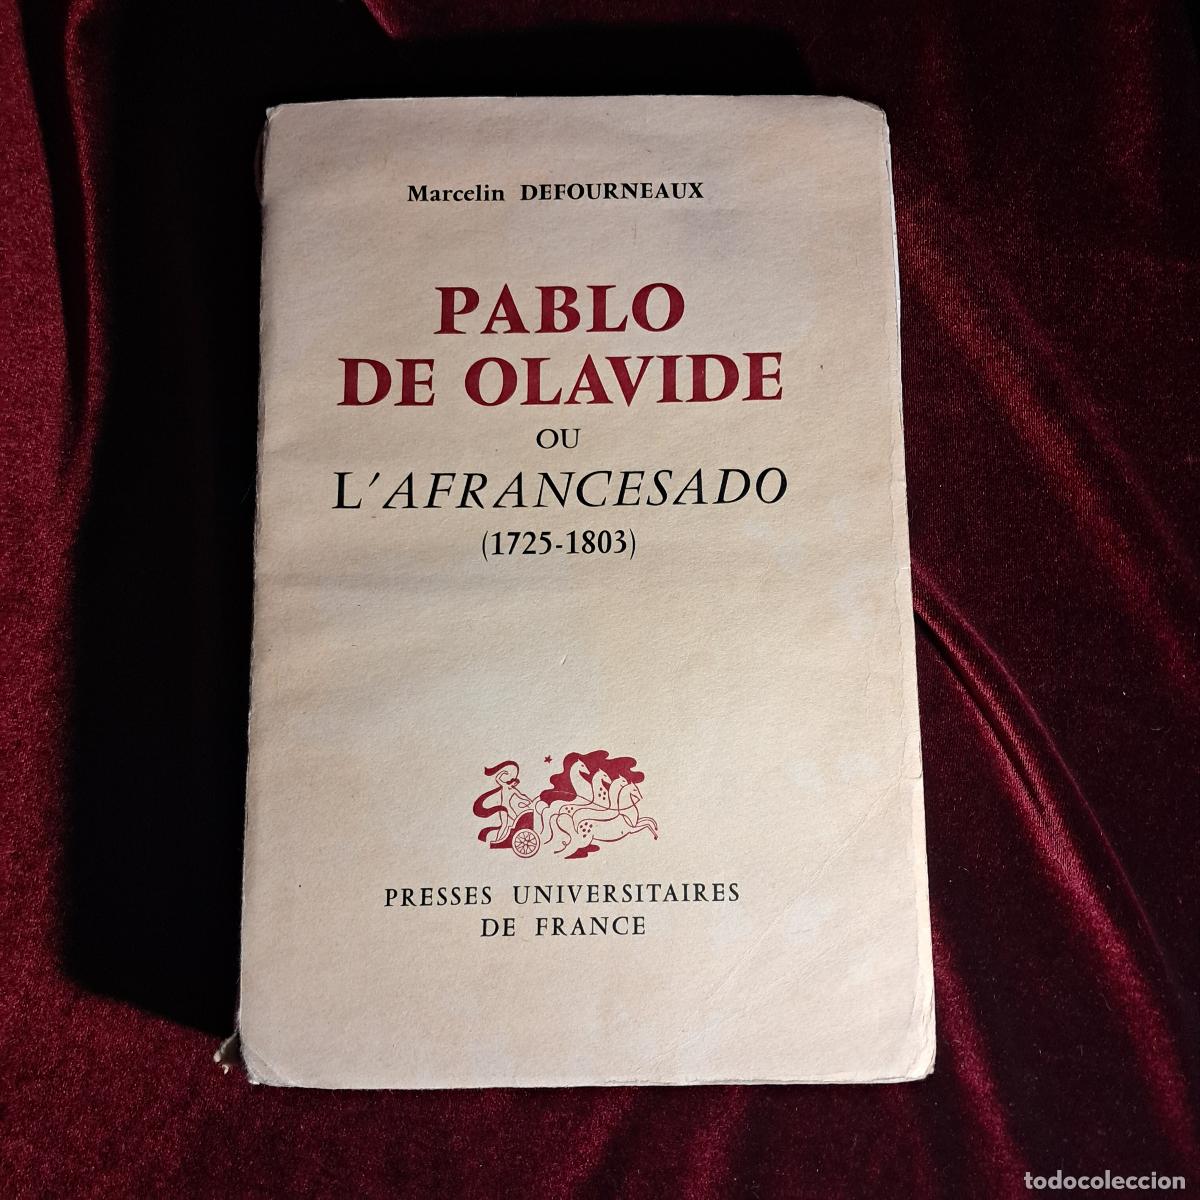 Marcelin DEFOURNEAUX
PABLO
DE OLAVIDE
OU
L'AFRANCESADO
(1725-1803)
PRESSES UNIVERSITAIRES
DE FRANCE
todocoleccion